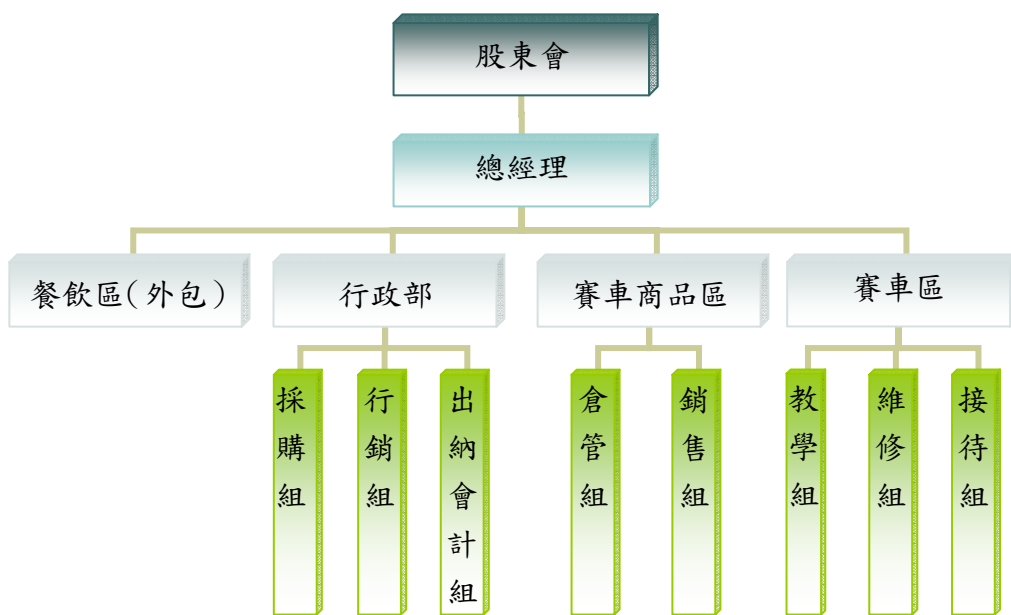 股東會
總經理
餐飲區(外包)
行政部
賽車商品區
賽車區
採購組
行銷組
出納會計組
倉管組
銷售組
教學組
維修組
接待組